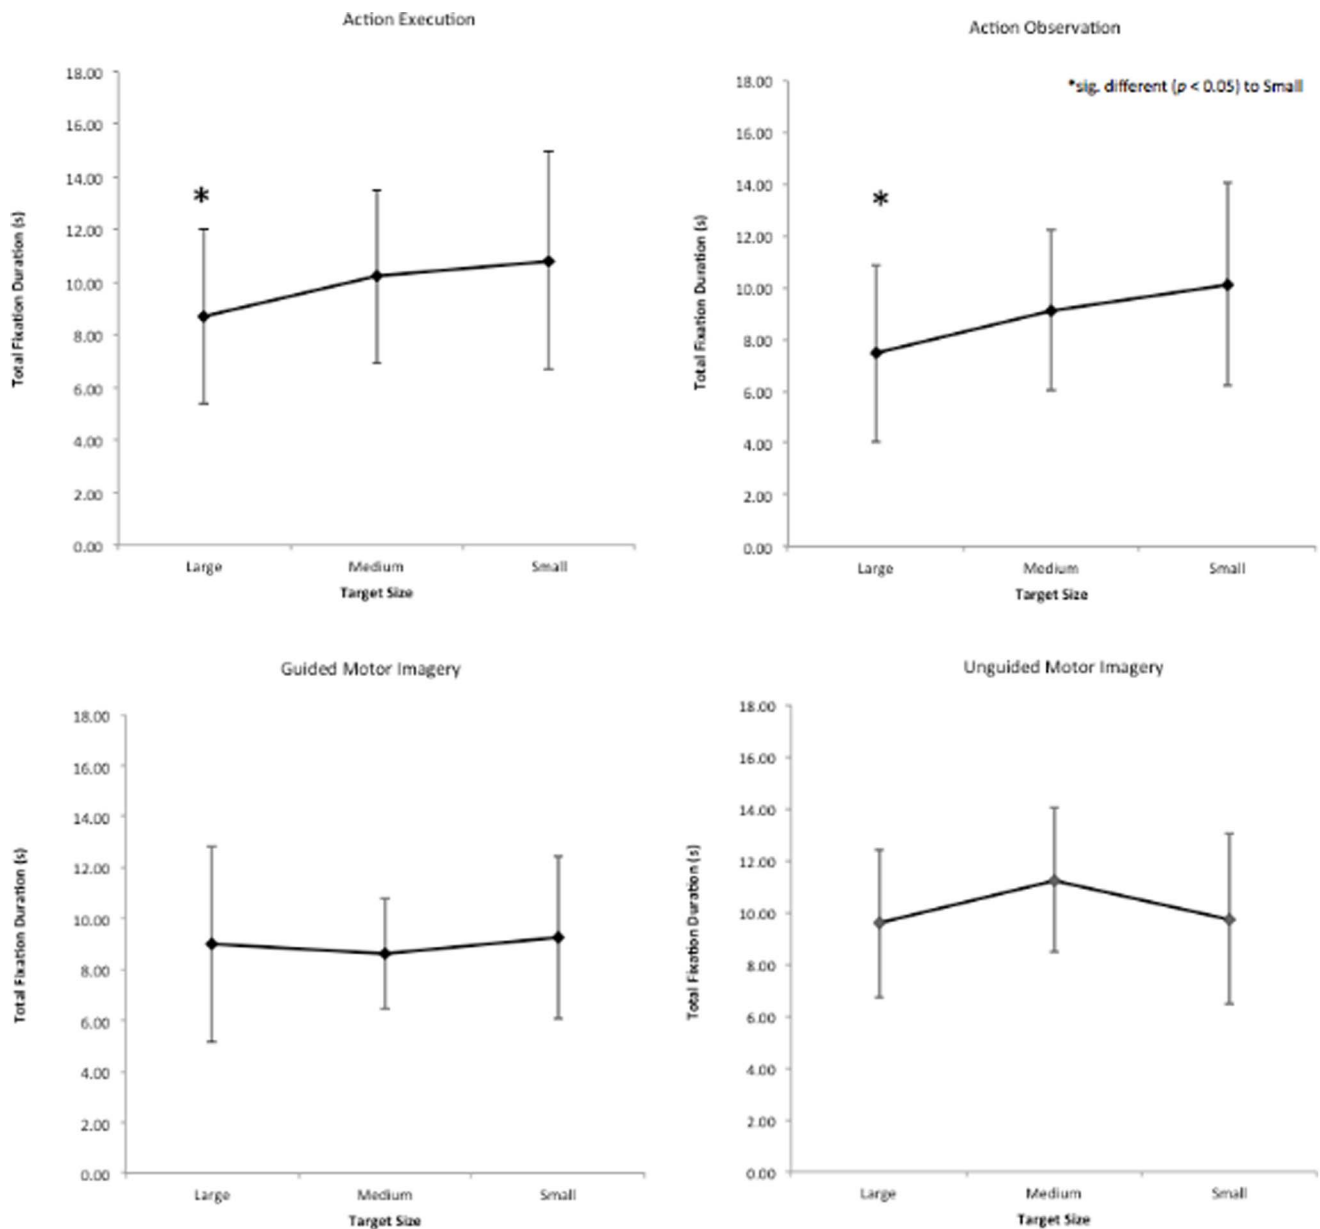 Action Execution
18.00
16.00
14.00
12.00
10.00
8.00
6.00
4.00
2.00
0.00
*
Total Fixation Duration (s)
Large Medium Small
Target Size
Action Observation
*sig. different (p < 0.05) to Small
18.00
16.00
14.00
12.00
10.00
8.00
6.00
4.00
2.00
0.00
*
Total Fixation Duration (s)
Large Medium Small
Target Size
Guided Motor Imagery
18.00
16.00
14.00
12.00
10.00
8.00
6.00
4.00
2.00
0.00
Total Fixation Duration (s)
Large Medium Small
Target Size
Unguided Motor Imagery
18.00
16.00
14.00
12.00
10.00
8.00
6.00
4.00
2.00
0.00
Total Fixation Duration (s)
Large Medium Small
Target Size